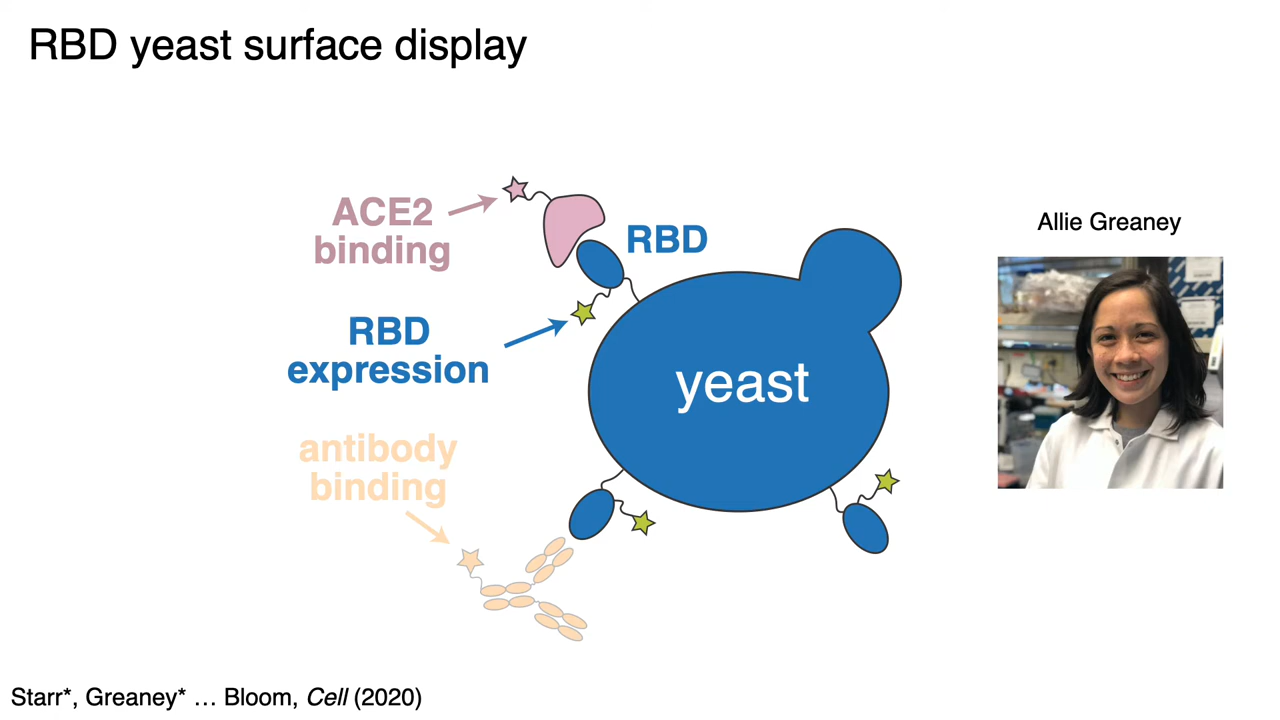 RBD yeast surface display
ACE2
binding
RBD
RBD
expression
yeast
antibody
binding
Allie Greaney
Starr*, Greaney* … Bloom, Cell (2020)